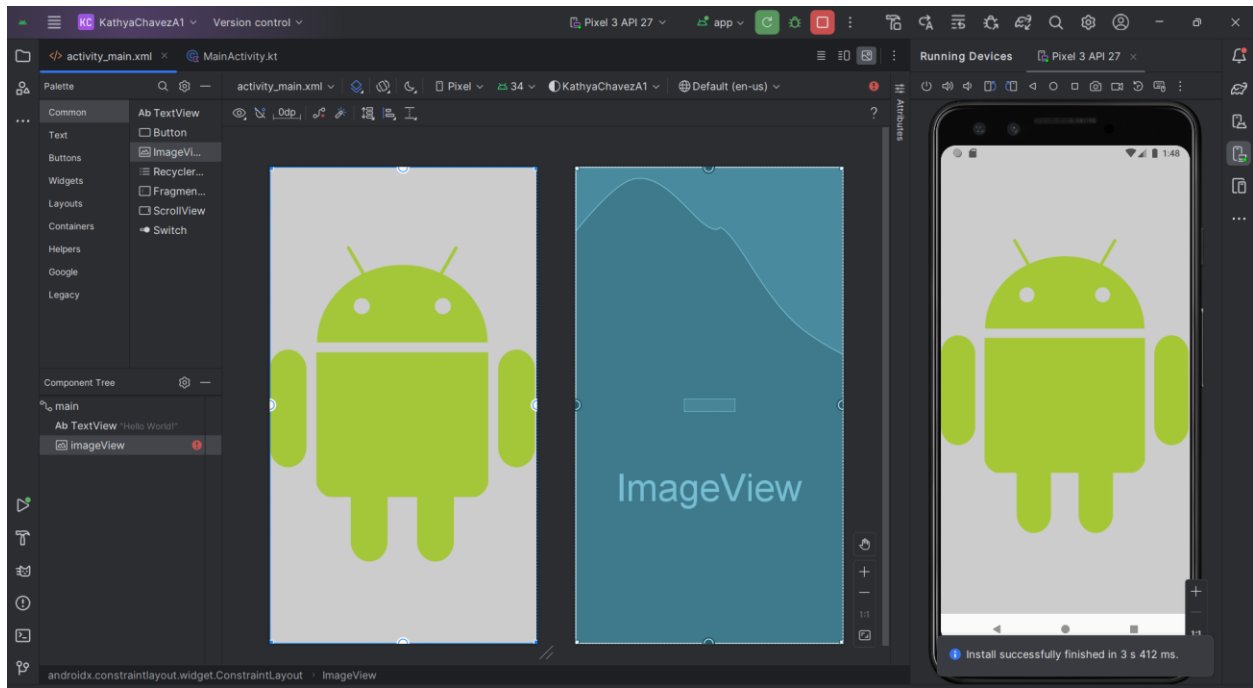 KC KathyaChavezA1 Version control Pixel 3 API 27 app
activity_main.xml MainActivity.kt Running Devices Pixel 3 API 27
Palette activity_main.xml Pixel 34 KathyaChavezA1 Default (en-us)
Common
Text
Buttons
Widgets
Layouts
Containers
Helpers
Google
Legacy
Ab TextView
Button
ImageVi...
Recycler...
Fragmen...
ScrollView
Switch
0dp
?
Attributes
1:48
ImageView
Component Tree
main
Ab TextView "Hello World!"
imageView
1:1
1:1
Install successfully finished in 3 s 412 ms.
androidx.constraintlayout.widget.ConstraintLayout > ImageView